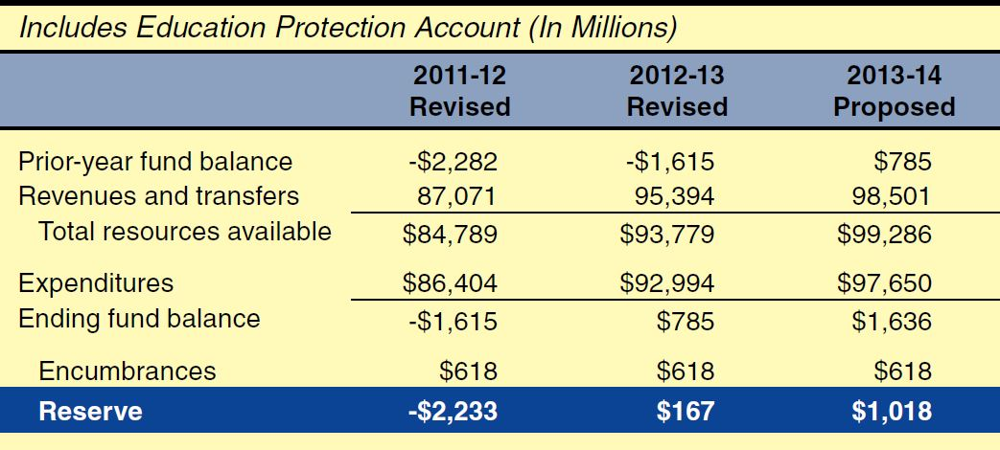 Includes Education Protection Account (In Millions)
2011-12 2012-13 2013-14
Revised Revised Proposed
Prior-year fund balance -$2,282 -$1,615 $785
Revenues and transfers 87,071 95,394 98,501
Total resources available $84,789 $93,779 $99,286
Expenditures $86,404 $92,994 $97,650
Ending fund balance -$1,615 $785 $1,636
Encumbrances $618 $618 $618
Reserve -$2,233 $167 $1,018